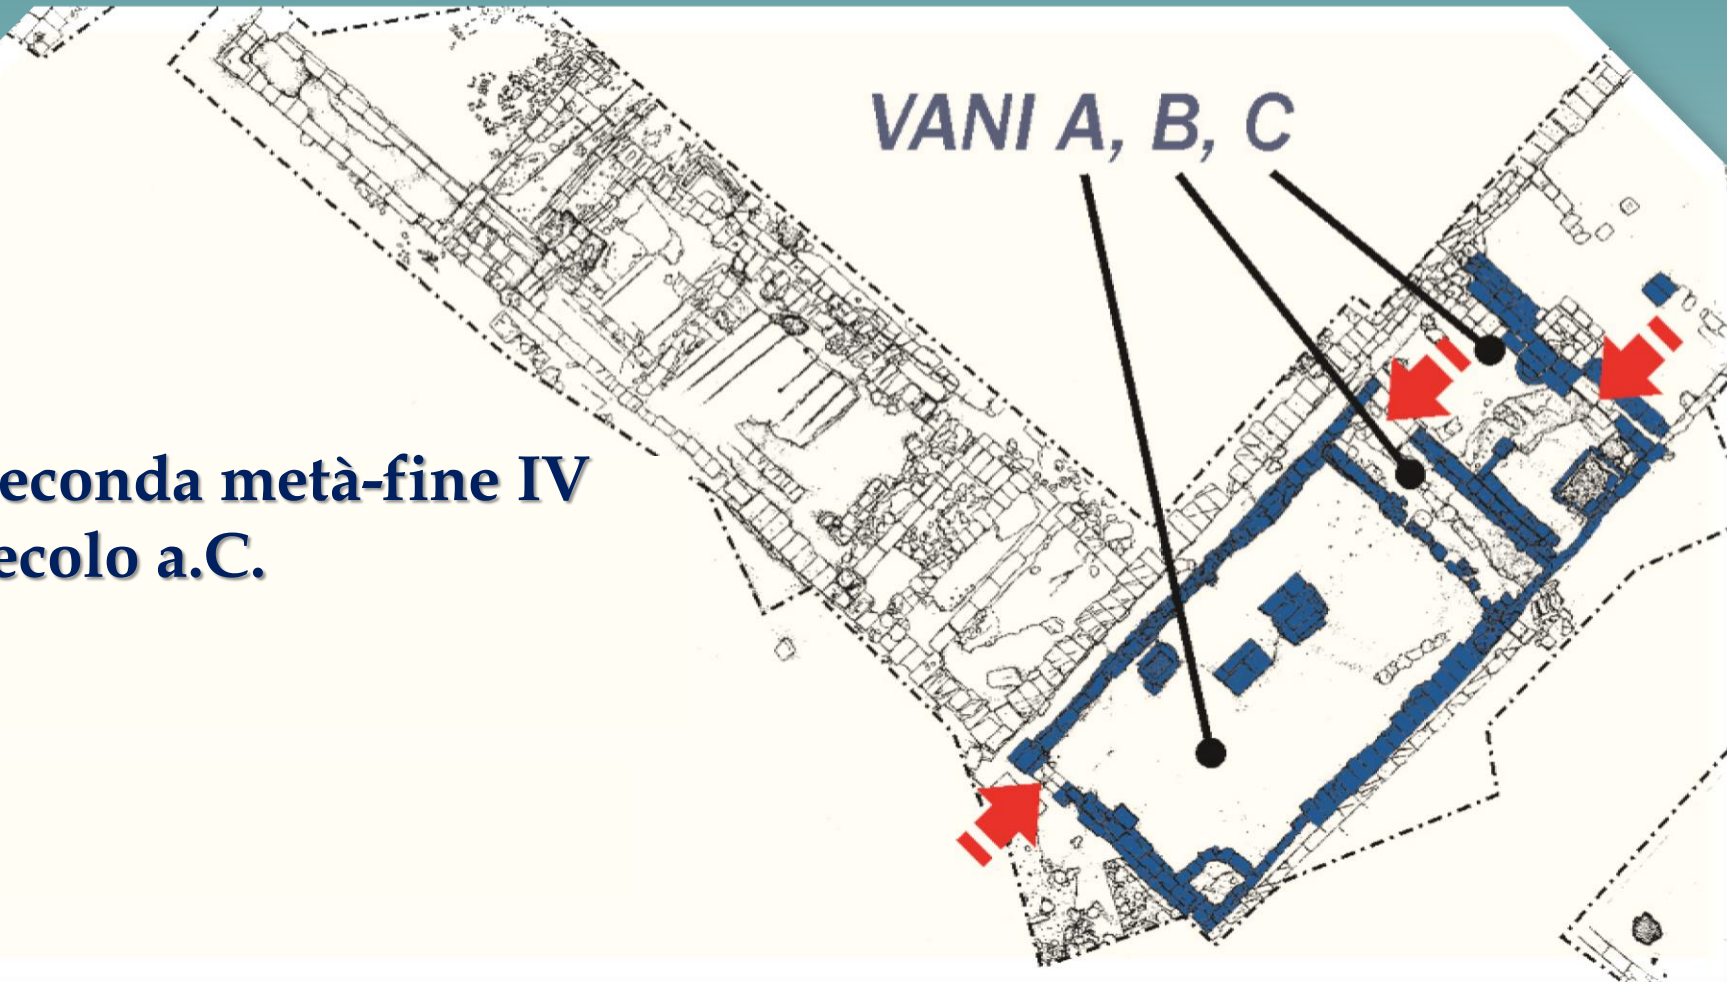 VANI A, B, C
econda metà-fine IV
ecolo a.C.